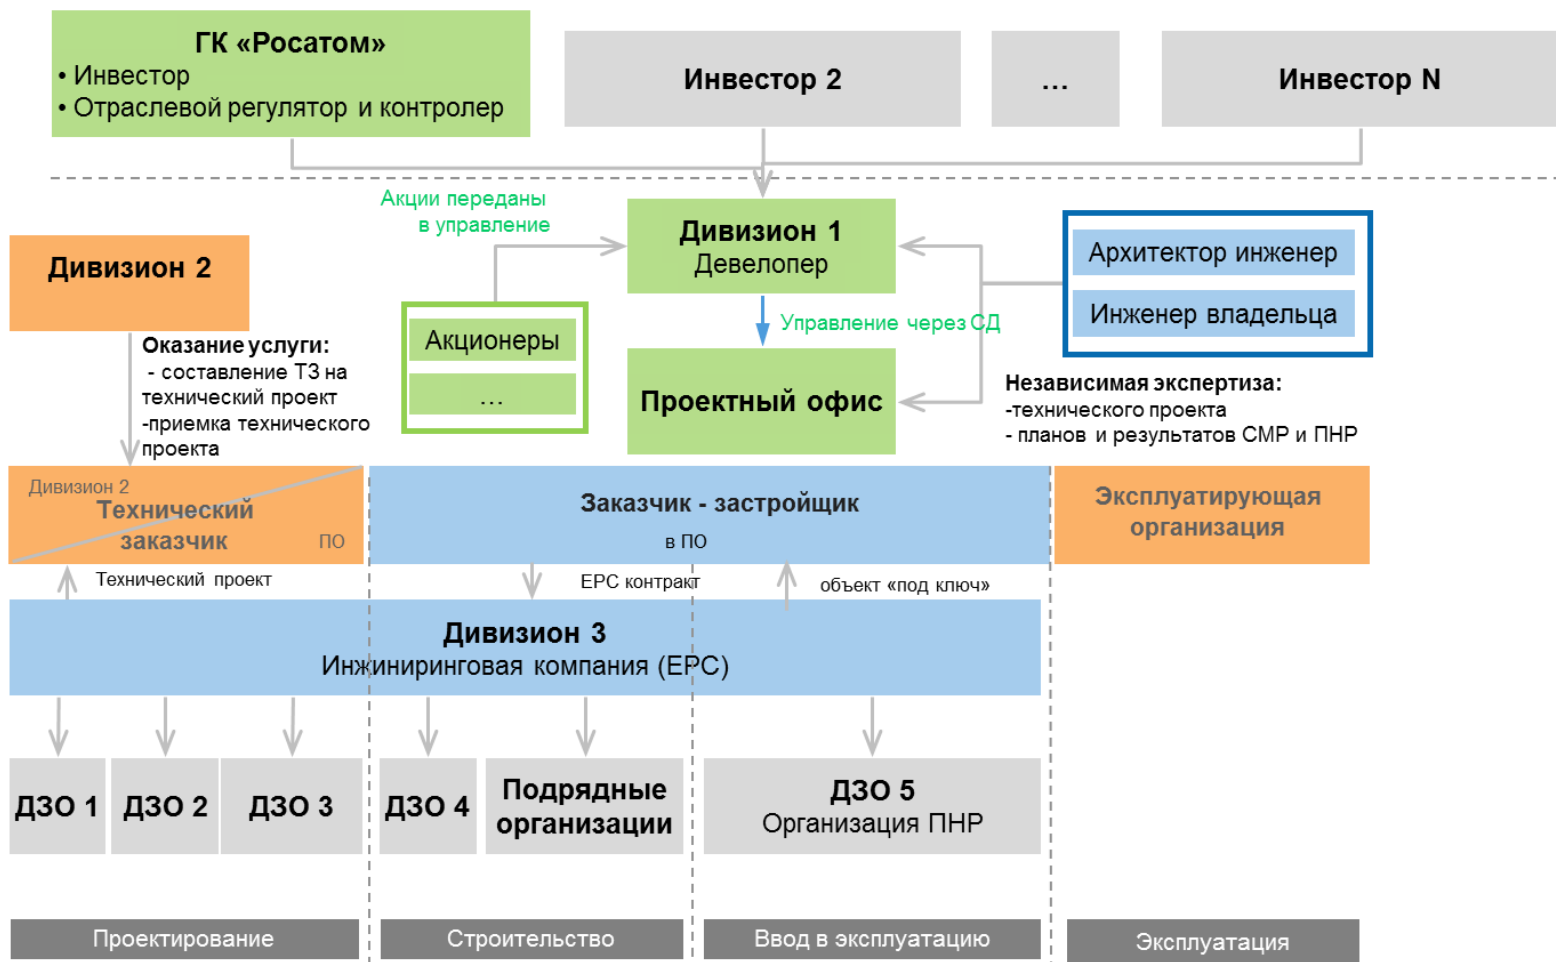 ГК «Росатом»
• Инвестор
• Отраслевой регулятор и контролер
Инвестор 2
...
Инвестор N
Акции переданы
в управление
Дивизион 1
Девелопер
Архитектор инженер
Инженер владельца
Дивизион 2
Управление через СД
Акционеры
...
Оказание услуги:
- составление ТЗ на
технический проект
-приемка технического
проекта
Проектный офис
Независимая экспертиза:
-технического проекта
- планов и результатов СМР и ПНР
Дивизион 2
Технический
заказчик
ПО
Заказчик - застройщик
в ПО
Эксплуатирующая
организация
Технический проект
EPC контракт
объект «под ключ»
Дивизион 3
Инжиниринговая компания (EPC)
ДЗО 1
ДЗО 2
ДЗО 3
ДЗО 4
Подрядные
организации
ДЗО 5
Организация ПНР
Проектирование
Строительство
Ввод в эксплуатацию
Эксплуатация